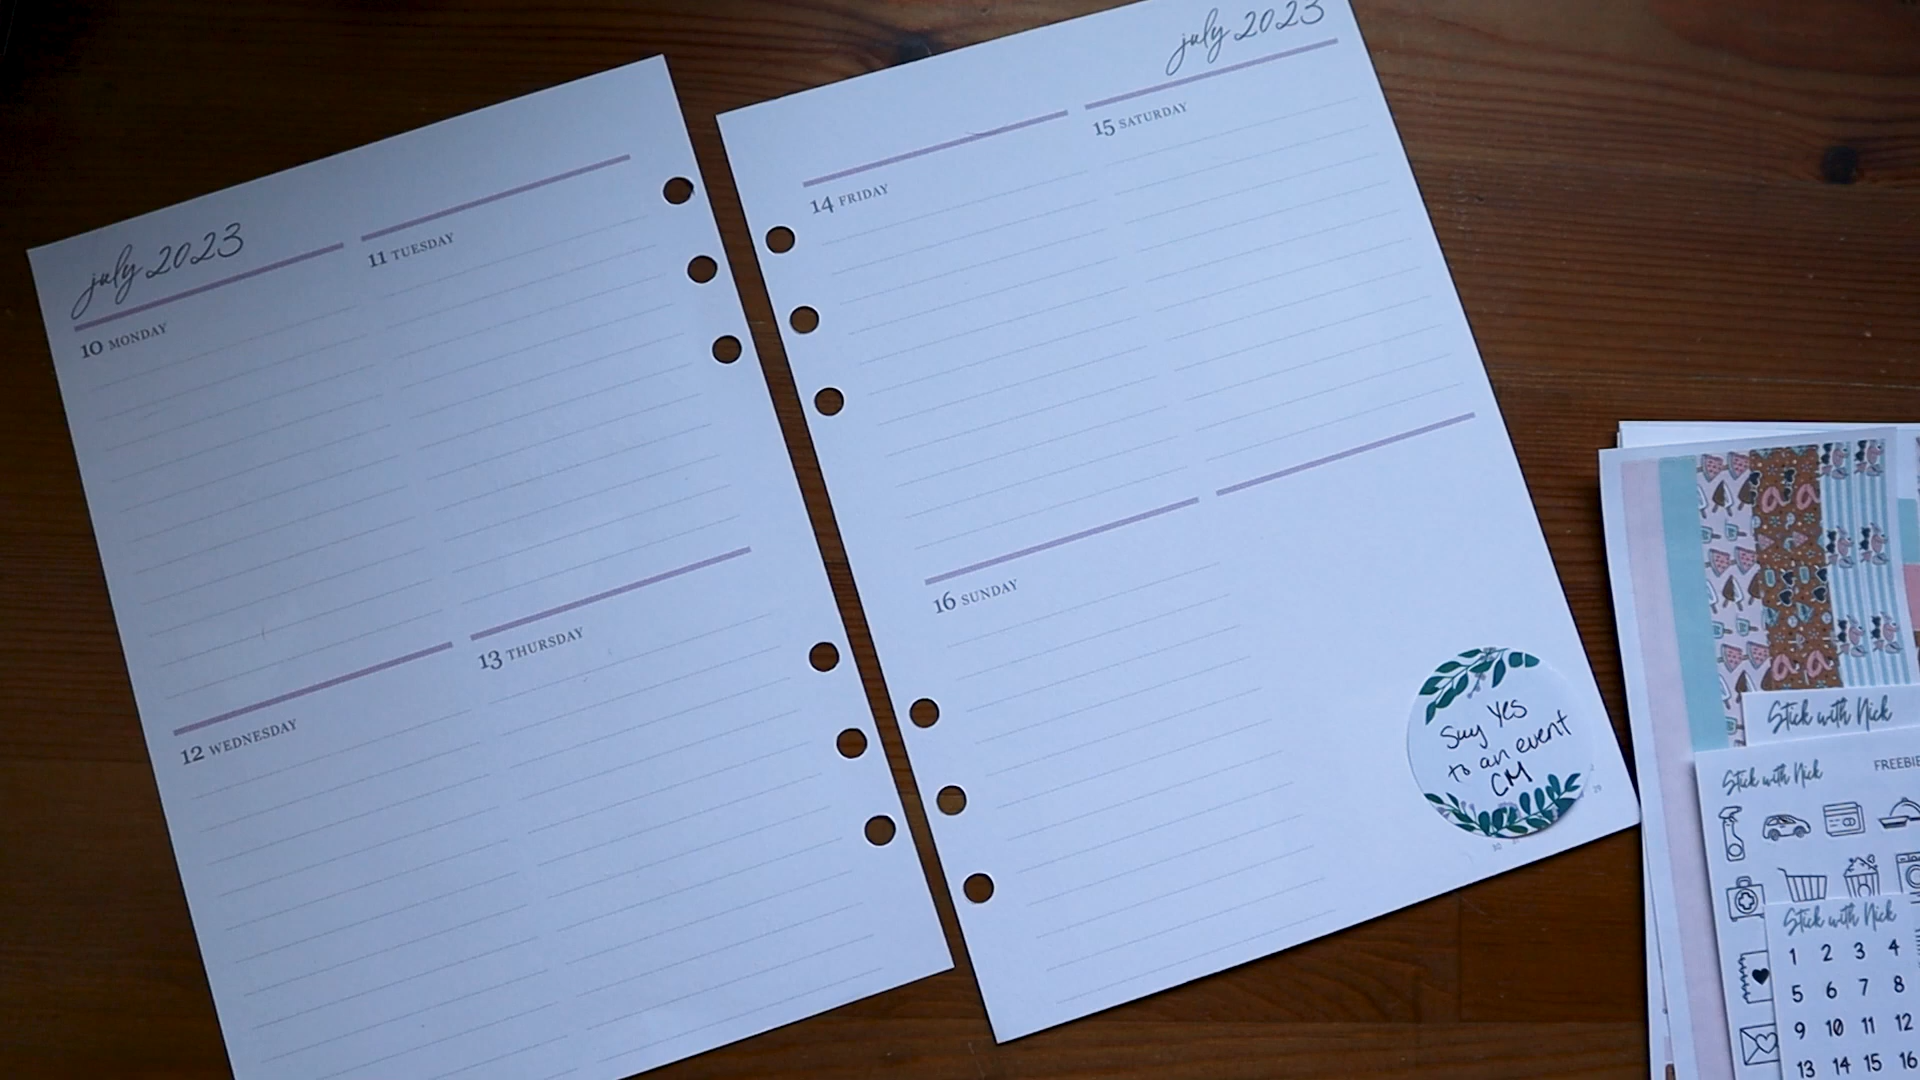 july 2023
10 MONDAY
11 TUESDAY
12 WEDNESDAY
13 THURSDAY
july 2023
14 FRIDAY
15 SATURDAY
16 SUNDAY
Say Yes
to an event
CM
29
30
Stick with Nick
Stick with Nick
FREEBIE
Stick with Nick
1 2 3 4
5 6 7 8
9 10 11 12
13 14 15 16